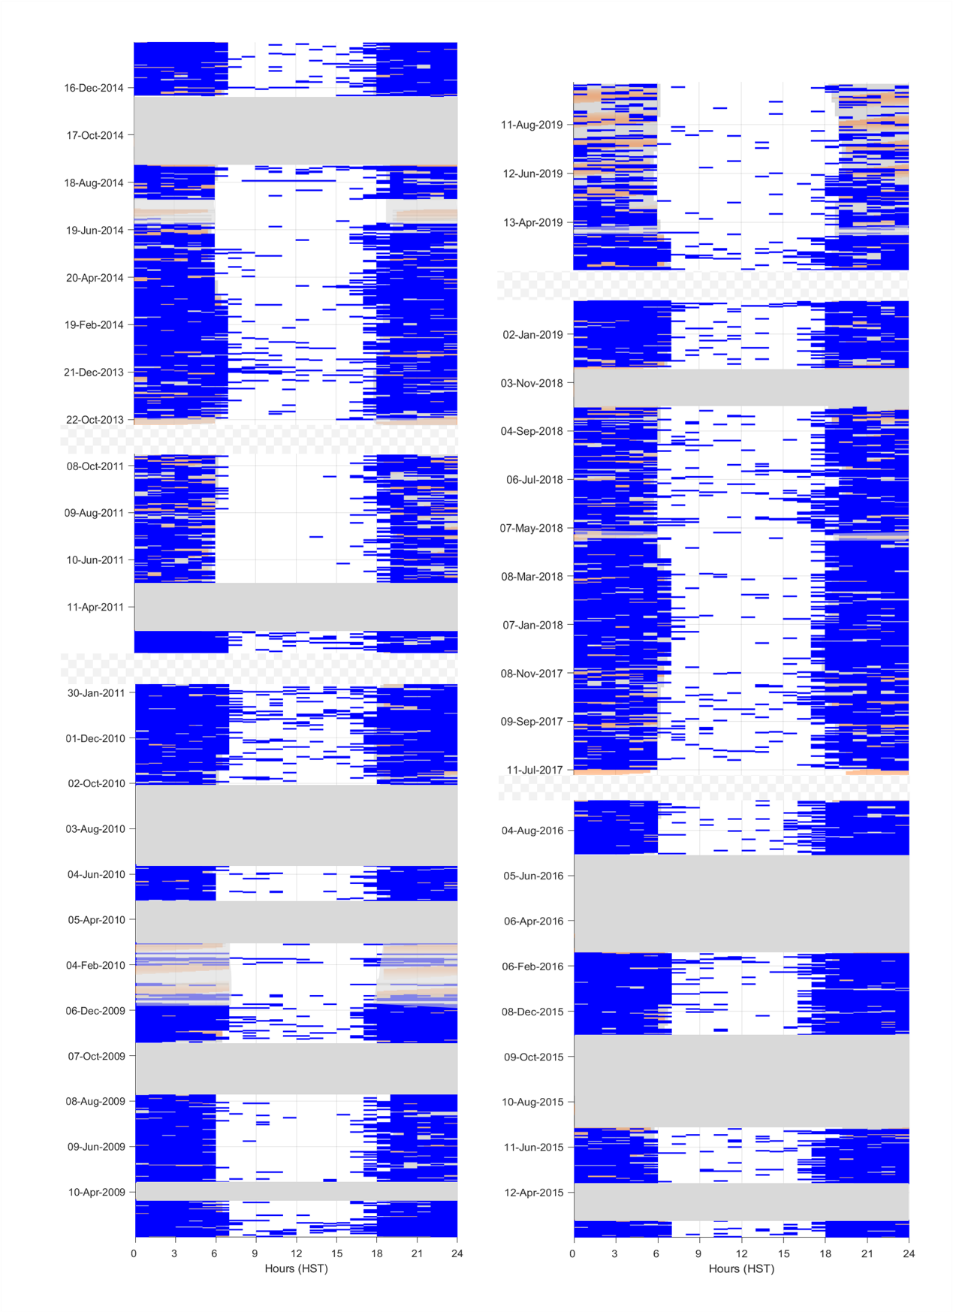 16-Dec-2014
17-Oct-2014
18-Aug-2014
19-Jun-2014
20-Apr-2014
19-Feb-2014
21-Dec-2013
22-Oct-2013
08-Oct-2011
09-Aug-2011
10-Jun-2011
11-Apr-2011
30-Jan-2011
01-Dec-2010
02-Oct-2010
03-Aug-2010
04-Jun-2010
05-Apr-2010
04-Feb-2010
06-Dec-2009
07-Oct-2009
08-Aug-2009
09-Jun-2009
10-Apr-2009
0 3 6 9 12 15 18 21 24
Hours (HST)
11-Aug-2019
12-Jun-2019
13-Apr-2019
02-Jan-2019
03-Nov-2018
04-Sep-2018
06-Jul-2018
07-May-2018
08-Mar-2018
07-Jan-2018
08-Nov-2017
09-Sep-2017
11-Jul-2017
04-Aug-2016
05-Jun-2016
06-Apr-2016
06-Feb-2016
08-Dec-2015
09-Oct-2015
10-Aug-2015
11-Jun-2015
12-Apr-2015
0 3 6 9 12 15 18 21 24
Hours (HST)